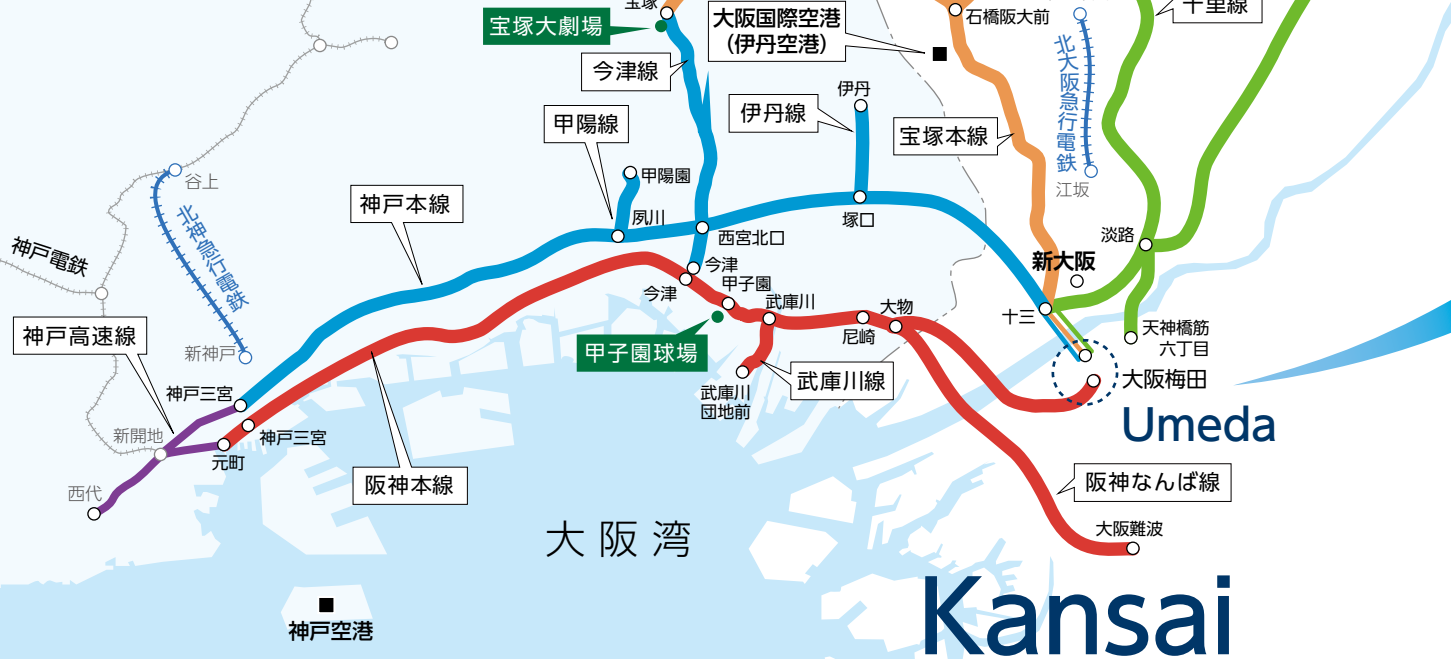 宝塚
宝塚大劇場
大阪国際空港
(伊丹空港)
石橋阪大前
千里線
今津線
北大阪急行電鉄
伊丹
伊丹線
甲陽線
宝塚本線
谷上
甲陽園
江坂
神戸本線
夙川
塚口
北神急行電鉄
西宮北口
淡路
神戸電鉄
新大阪
今津
今津
甲子園
武庫川
大物
十三
神戸高速線
尼崎
天神橋筋
六丁目
新神戸
甲子園球場
武庫川線
大阪梅田
武庫川
団地前
神戸三宮
Umeda
新開地
神戸三宮
元町
阪神本線
阪神なんば線
西代
大阪難波
大阪湾
Kansai
神戸空港